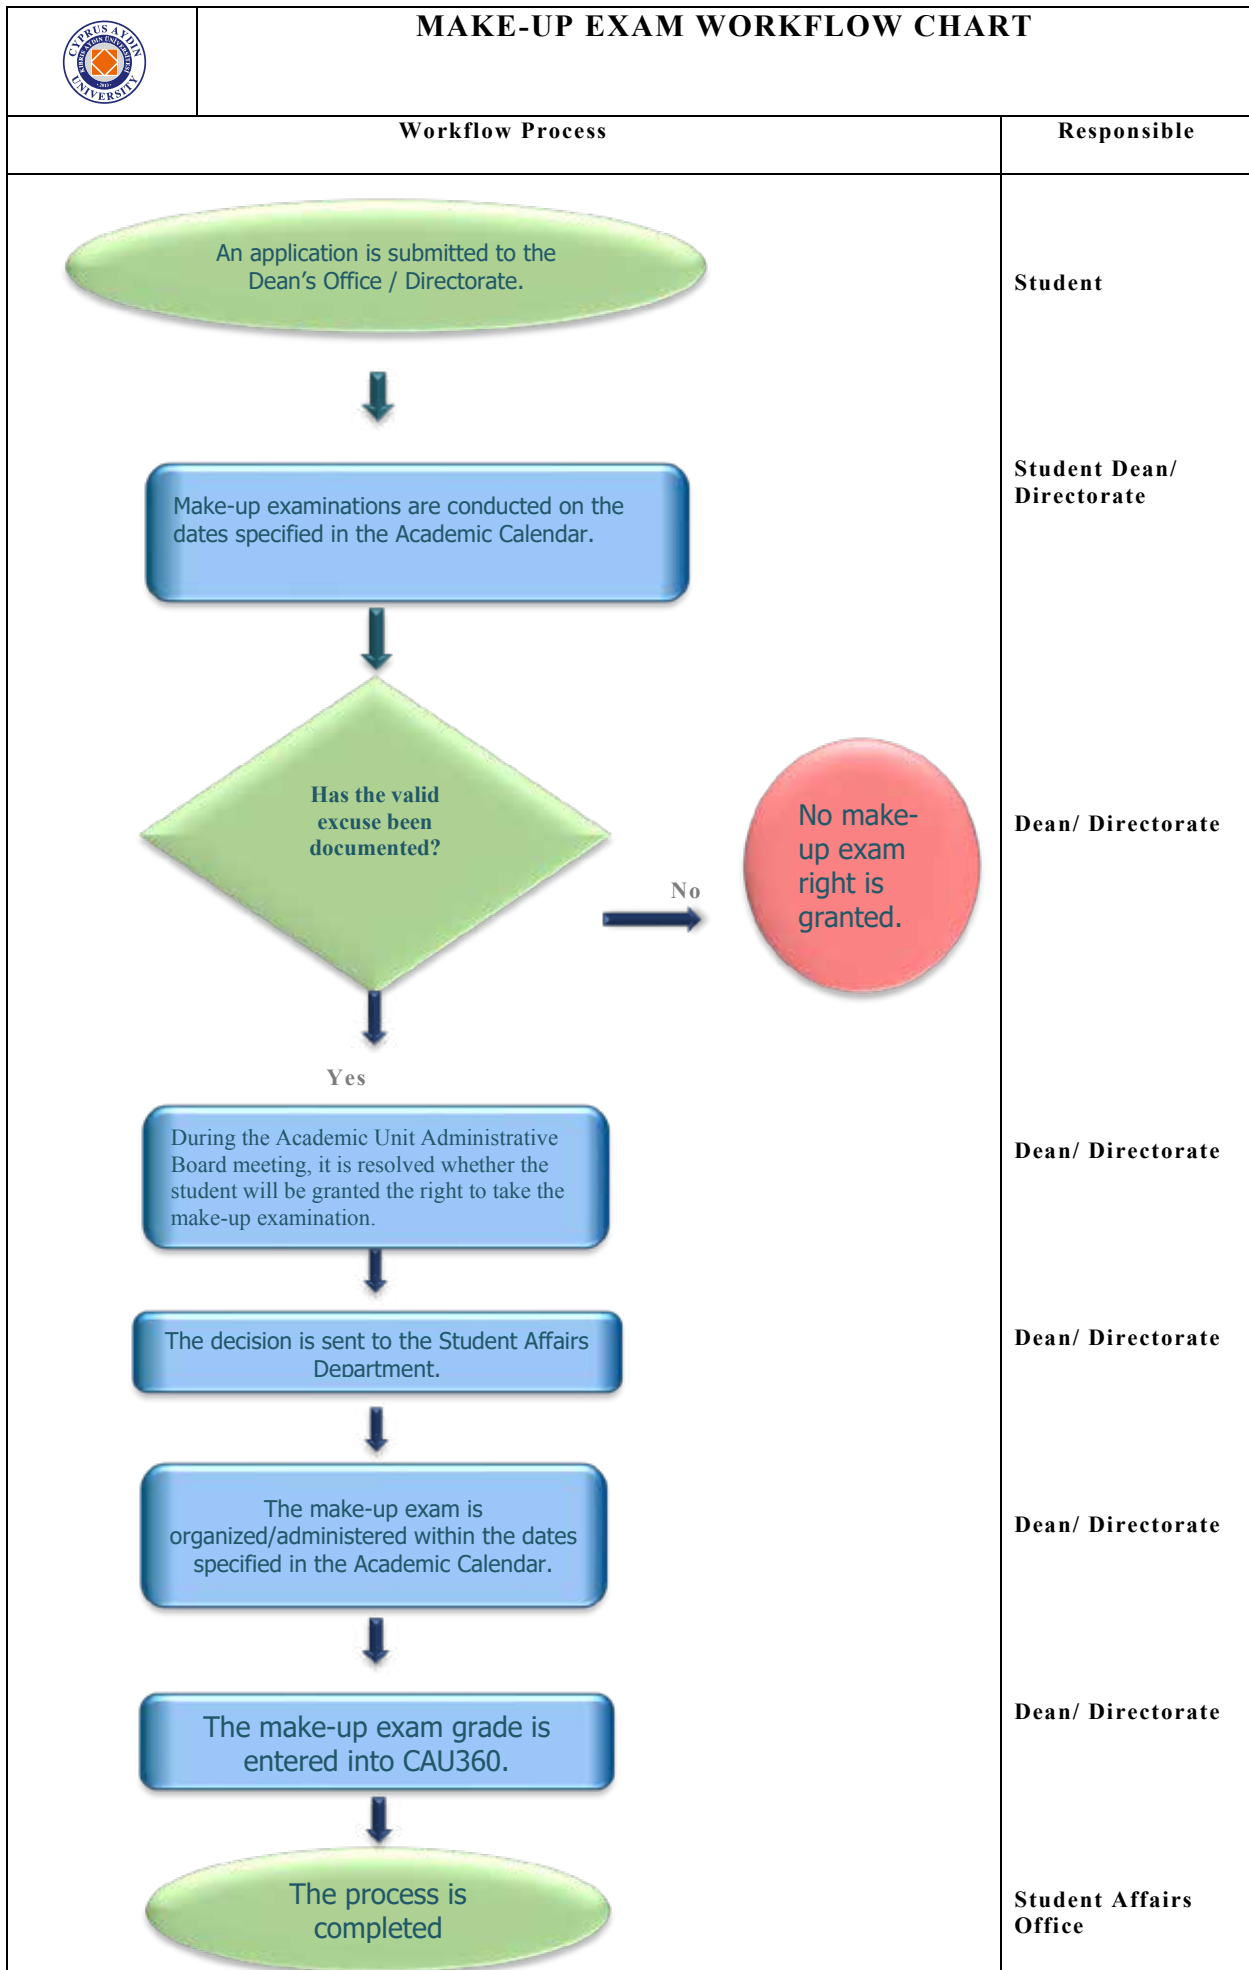 MAKE-UP EXAM WORKFLOW CHART
CYPRUS AYDIN
UNIVERSITY
Workflow Process
Responsible
An application is submitted to the
Dean’s Office / Directorate.
Student
Make-up examinations are conducted on the
dates specified in the Academic Calendar.
Student Dean/
Directorate
Has the valid
excuse been
documented?
No
No make-
up exam
right is
granted.
Dean/ Directorate
Yes
During the Academic Unit Administrative
Board meeting, it is resolved whether the
student will be granted the right to take the
make-up examination.
Dean/ Directorate
The decision is sent to the Student Affairs
Department.
Dean/ Directorate
The make-up exam is
organized/administered within the dates
specified in the Academic Calendar.
Dean/ Directorate
The make-up exam grade is
entered into CAU360.
Dean/ Directorate
The process is
completed
Student Affairs
Office